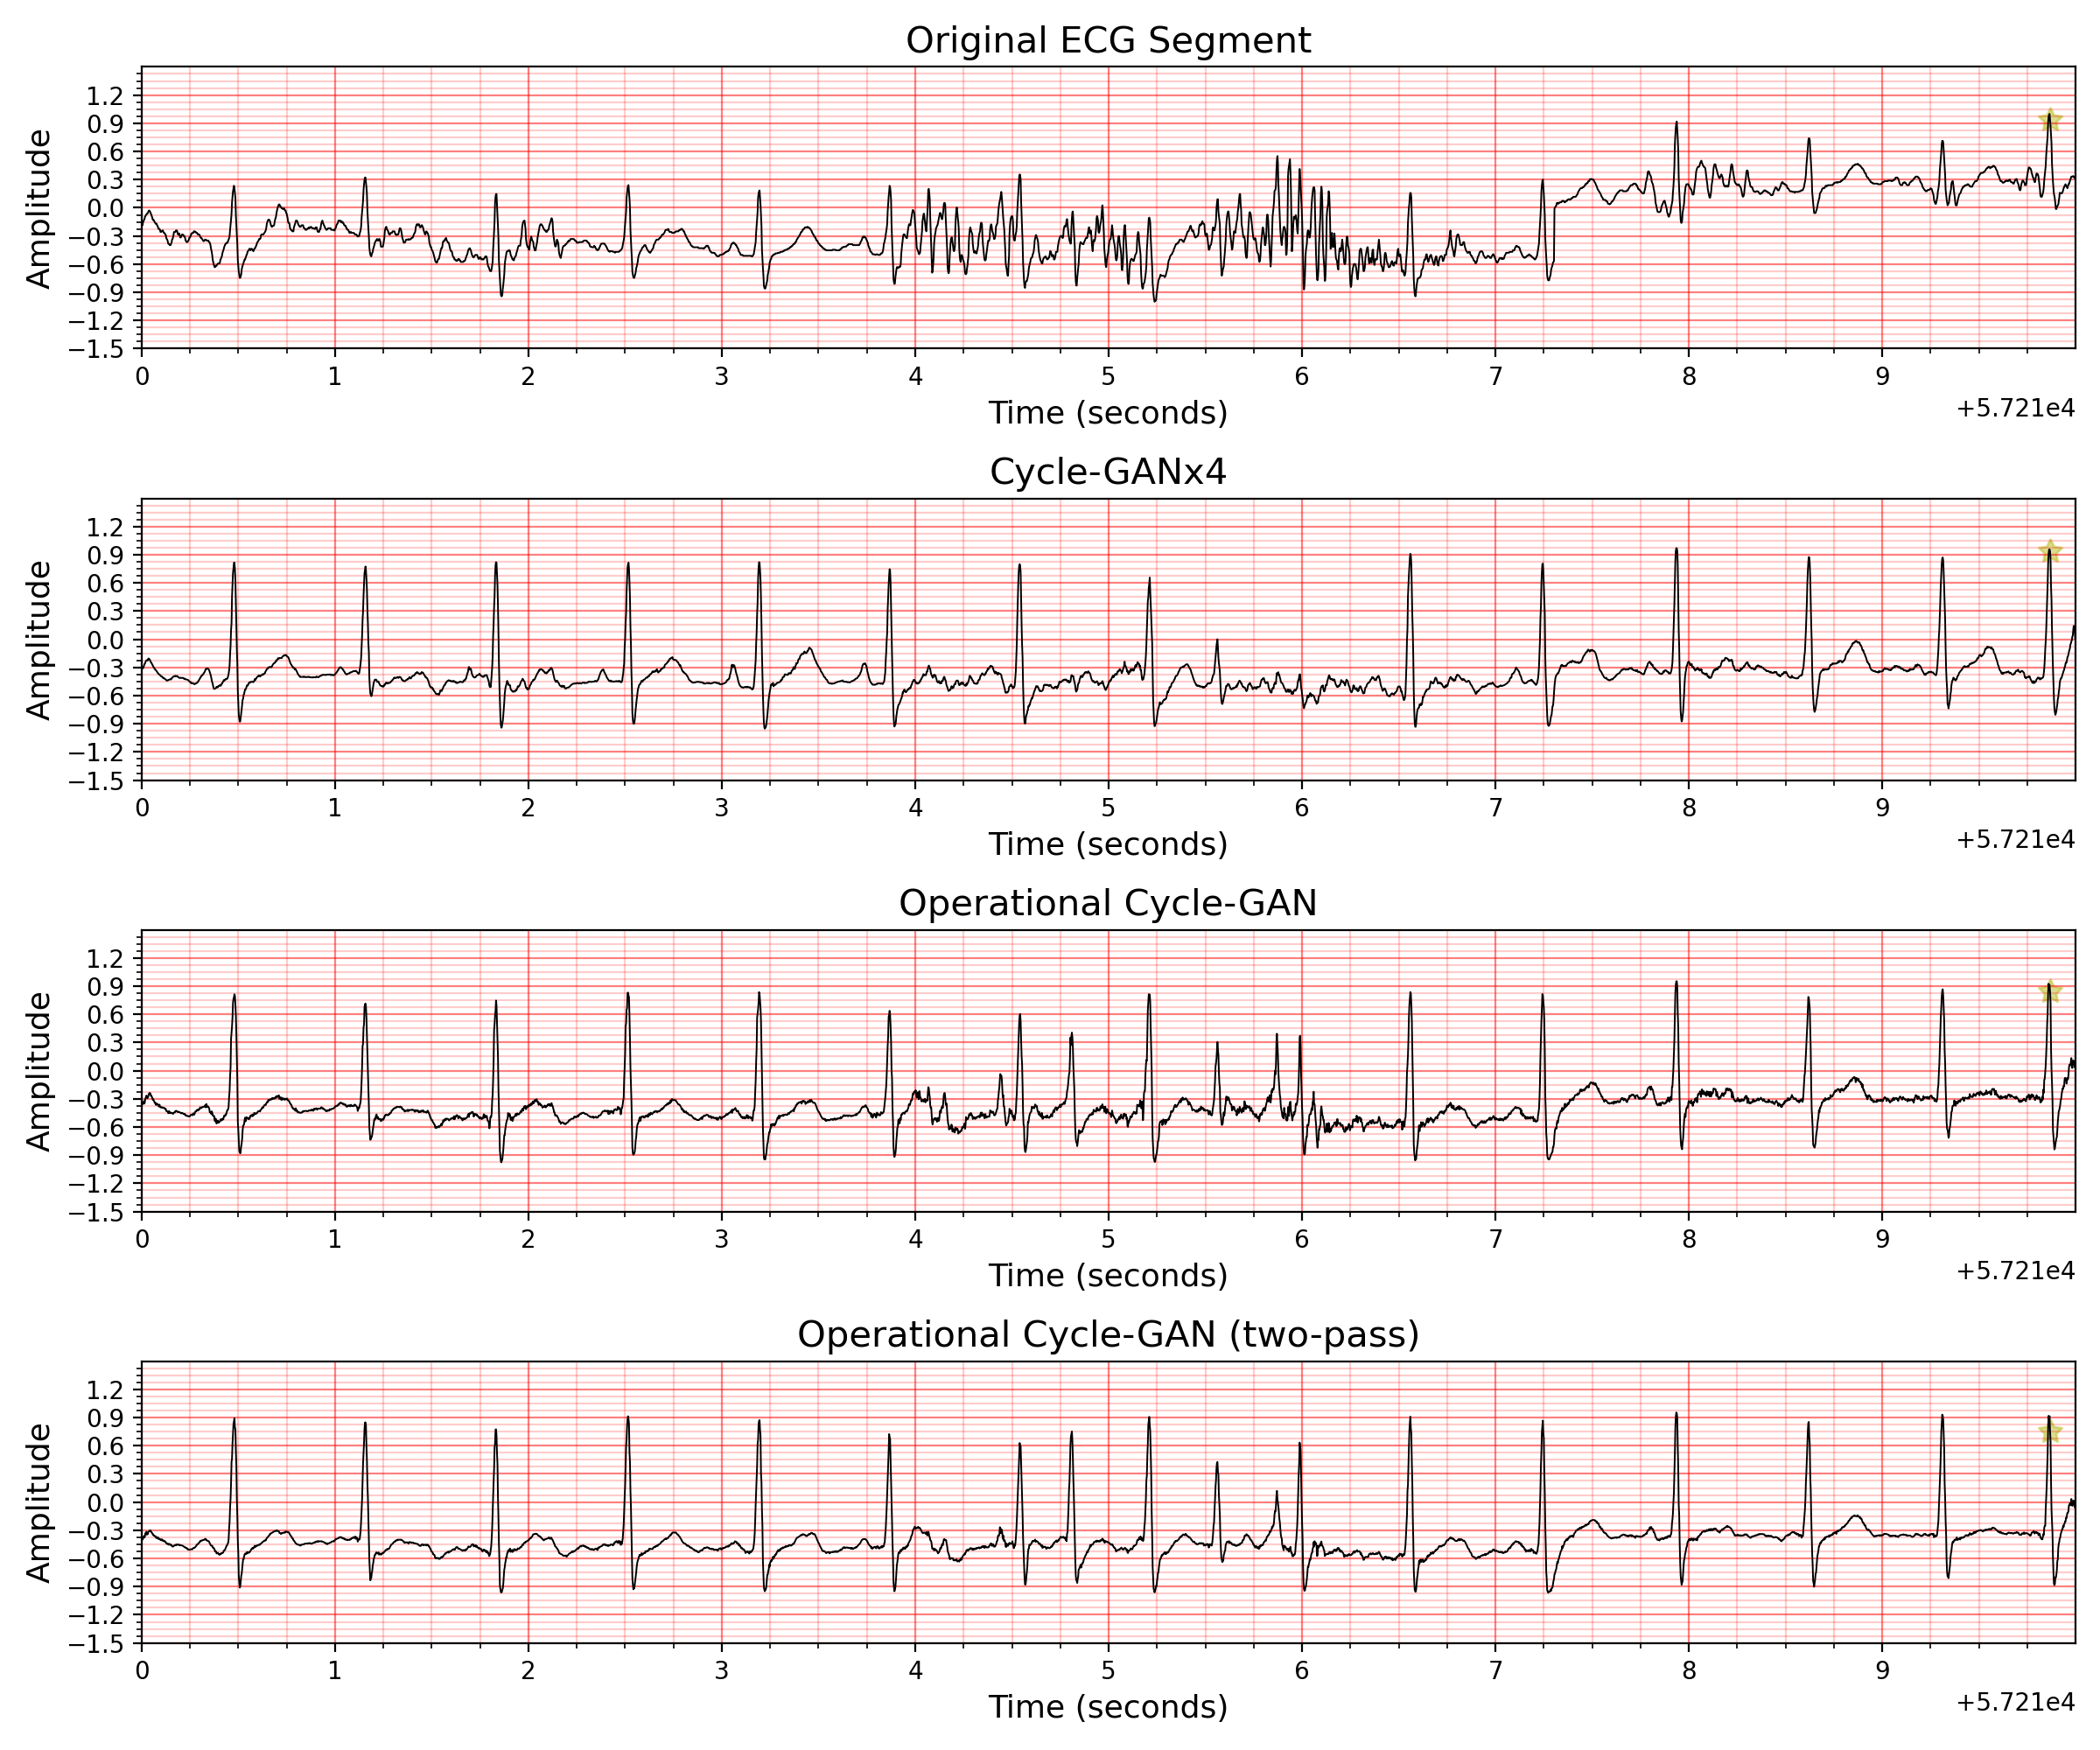 Original ECG Segment
Amplitude
1.2
0.9
0.6
0.3
0.0
−0.3
−0.6
−0.9
−1.2
−1.5
0 1 2 3 4 5 6 7 8 9
+5.721e4
Time (seconds)
Cycle-GANx4
Amplitude
1.2
0.9
0.6
0.3
0.0
−0.3
−0.6
−0.9
−1.2
−1.5
0 1 2 3 4 5 6 7 8 9
+5.721e4
Time (seconds)
Operational Cycle-GAN
Amplitude
1.2
0.9
0.6
0.3
0.0
−0.3
−0.6
−0.9
−1.2
−1.5
0 1 2 3 4 5 6 7 8 9
+5.721e4
Time (seconds)
Operational Cycle-GAN (two-pass)
Amplitude
1.2
0.9
0.6
0.3
0.0
−0.3
−0.6
−0.9
−1.2
−1.5
0 1 2 3 4 5 6 7 8 9
+5.721e4
Time (seconds)